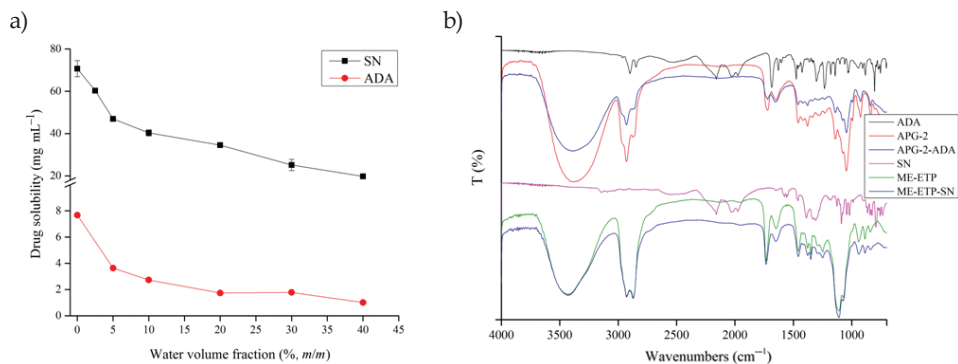 a)
80
60
40
20
8
6
4
2
0
Drug solubility (mg mL⁻¹)
SN
ADA
0 5 10 15 20 25 30 35 40 45
Water volume fraction (%, m/m)
b)
T (%)
ADA
APG-2
APG-2-ADA
SN
ME-ETP
ME-ETP-SN
4000 3500 3000 2500 2000 1500 1000
Wavenumbers (cm⁻¹)